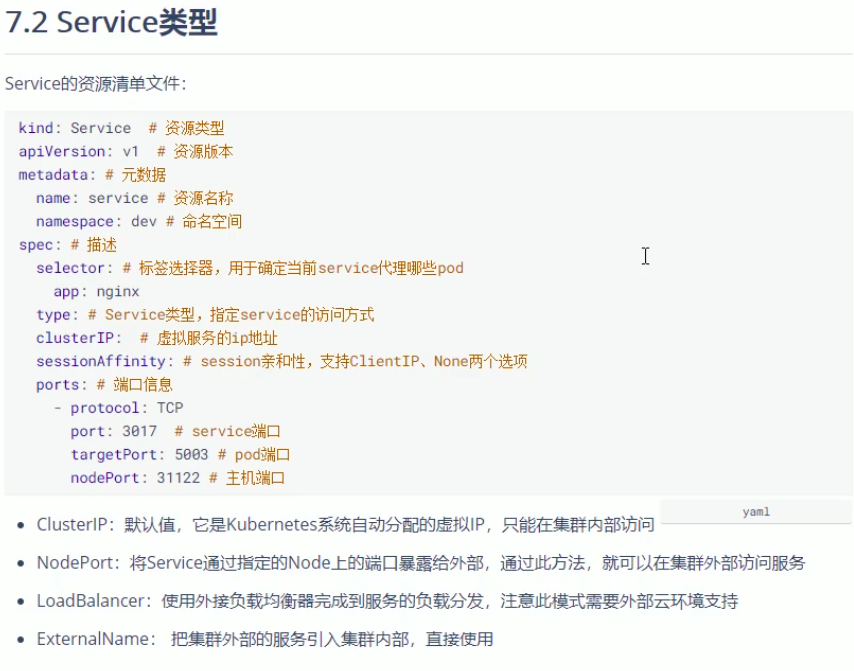 7.2 Service类型
Service的资源清单文件：
kind: Service  # 资源类型
apiVersion: v1  # 资源版本
metadata: # 元数据
  name: service # 资源名称
  namespace: dev # 命名空间
spec: # 描述
  selector: # 标签选择器，用于确定当前service代理哪些pod
    app: nginx
  type: # Service类型，指定service的访问方式
  clusterIP:  # 虚拟服务的ip地址
  sessionAffinity: # session亲和性，支持ClientIP、None两个选项
  ports: # 端口信息
    - protocol: TCP
      port: 3017  # service端口
      targetPort: 5003 # pod端口
      nodePort: 31122 # 主机端口
yaml
• ClusterIP：默认值，它是Kubernetes系统自动分配的虚拟IP，只能在集群内部访问
• NodePort：将Service通过指定的Node上的端口暴露给外部，通过此方法，就可以在集群外部访问服务
• LoadBalancer：使用外接负载均衡器完成到服务的负载分发，注意此模式需要外部云环境支持
• ExternalName： 把集群外部的服务引入集群内部，直接使用